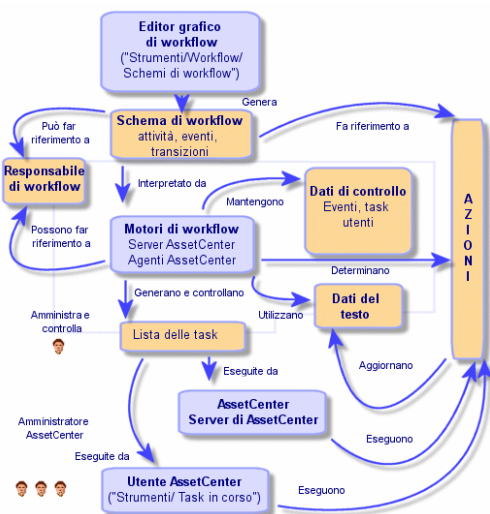 Editor grafico
di workflow
("Strumenti/Workflow/
Schemi di workflow")
Genera
Schema di workflow
attività, eventi,
transizioni
Può far
riferimento a
Fa riferimento a
Responsabile
di workflow
Interpretato da
Mantengono
Dati di controllo
Eventi, task
utenti
AZIONI
Possono far
riferimento a
Motori di workflow
Server AssetCenter
Agenti AssetCenter
Determinano
Generano e controllano
Dati del
testo
Utilizzano
Amministra e
controlla
Lista delle task
Aggiornano
Eseguite da
AssetCenter
Server di AssetCenter
Amministratore
AssetCenter
Eseguono
Eseguite da
Utente AssetCenter
("Strumenti/ Task in corso")
Eseguono